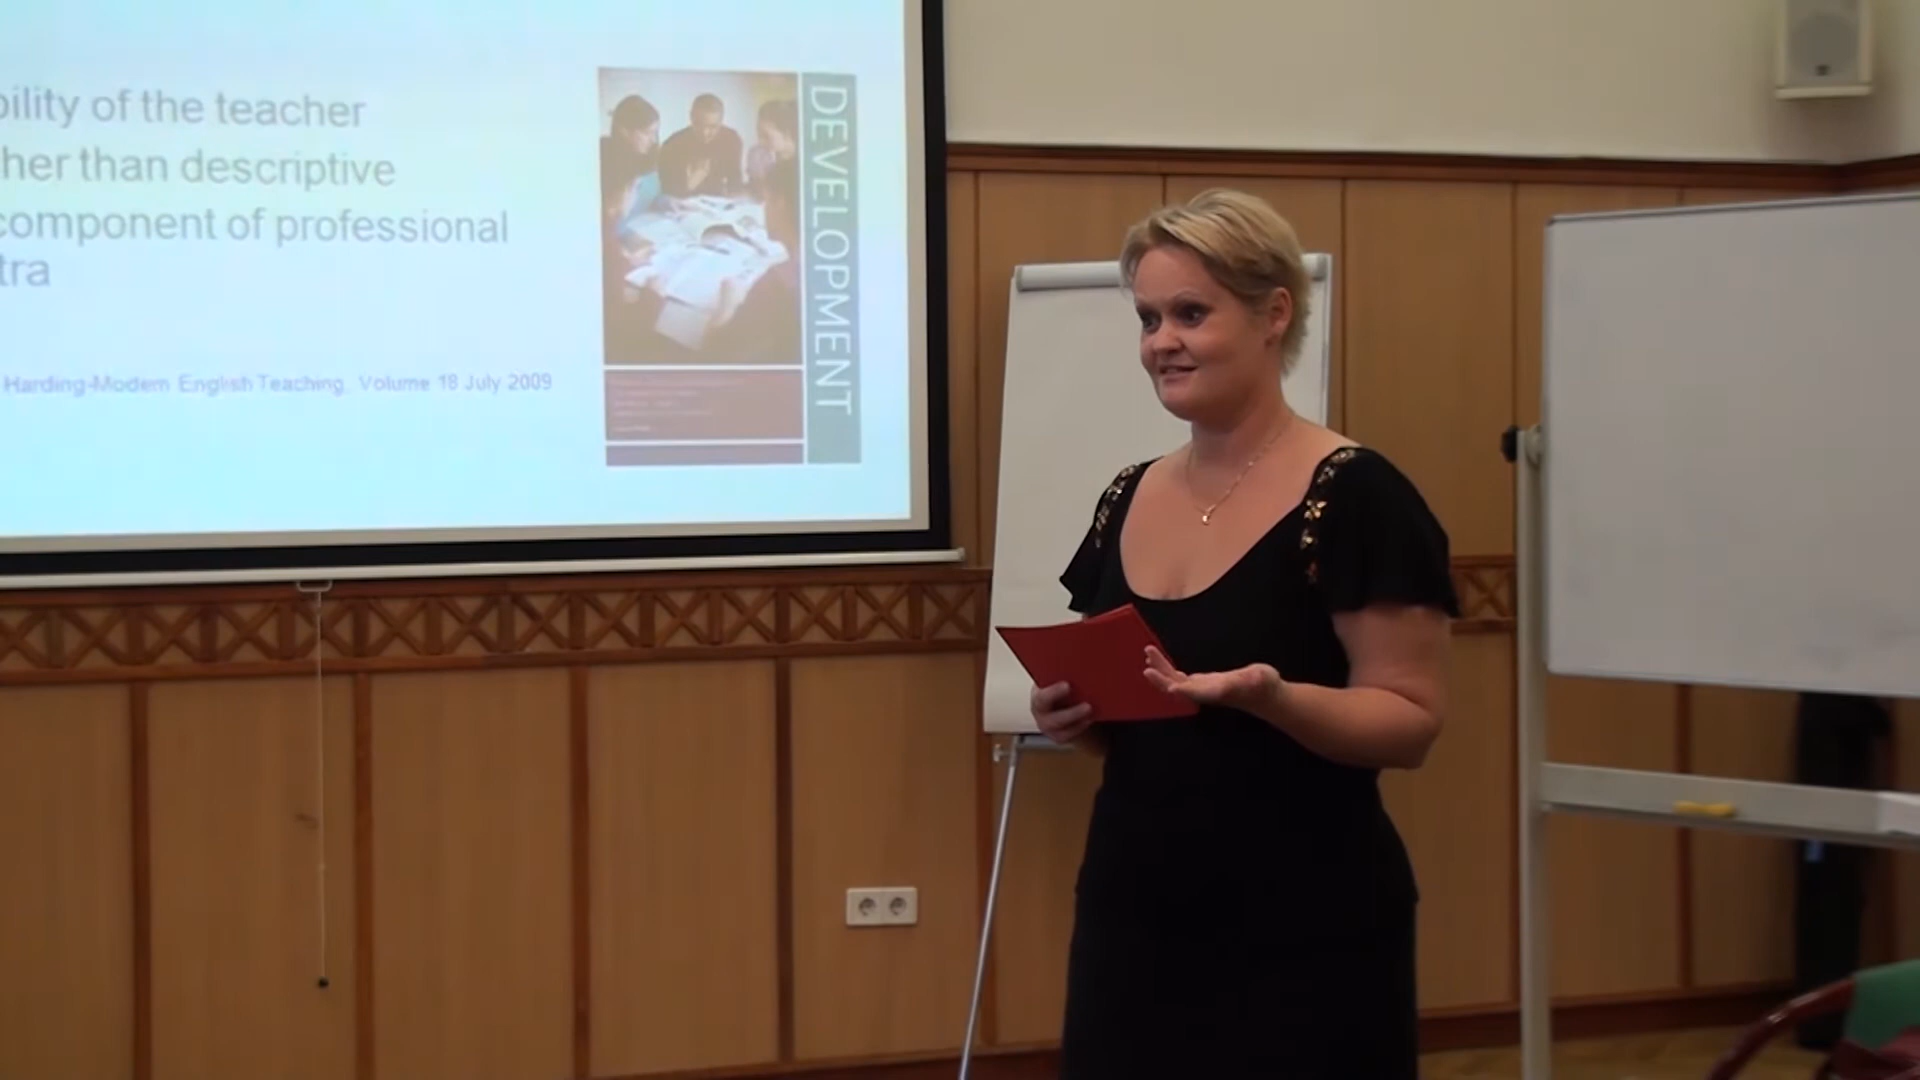 bility of the teacher
her than descriptive
component of professional
tra
Harding-Modern English Teaching, Volume 18 July 2009
DEVELOPMENT